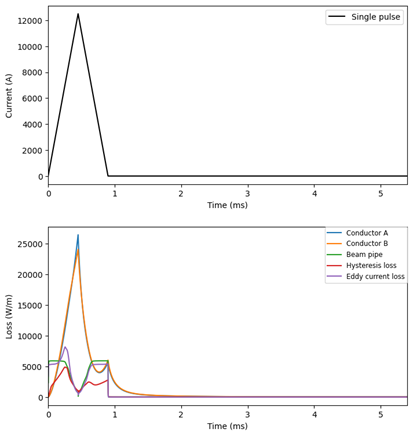 12000
10000
8000
6000
4000
2000
0
Current (A)
Single pulse
0 1 2 3 4 5
Time (ms)
25000
20000
15000
10000
5000
0
Loss (W/m)
Conductor A
Conductor B
Beam pipe
Hysteresis loss
Eddy current loss
0 1 2 3 4 5
Time (ms)